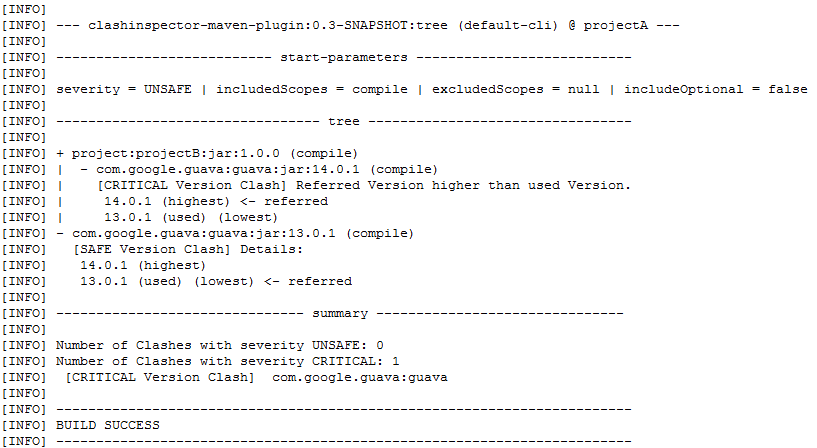 [INFO]
[INFO] --- clashinspector-maven-plugin:0.3-SNAPSHOT:tree (default-cli) @ projectA ---
[INFO]
[INFO] --------------------------- start-parameters ---------------------------
[INFO]
[INFO] severity = UNSAFE | includedScopes = compile | excludedScopes = null | includeOptional = false
[INFO]
[INFO] --------------------------------- tree ---------------------------------
[INFO]
[INFO] + project:projectB:jar:1.0.0 (compile)
[INFO] |  - com.google.guava:guava:jar:14.0.1 (compile)
[INFO] |    [CRITICAL Version Clash] Referred Version higher than used Version.
[INFO] |     14.0.1 (highest) <- referred
[INFO] |     13.0.1 (used) (lowest)
[INFO] - com.google.guava:guava:jar:13.0.1 (compile)
[INFO]   [SAFE Version Clash] Details:
[INFO]    14.0.1 (highest)
[INFO]    13.0.1 (used) (lowest) <- referred
[INFO]
[INFO] ------------------------------- summary -------------------------------
[INFO]
[INFO] Number of Clashes with severity UNSAFE: 0
[INFO] Number of Clashes with severity CRITICAL: 1
[INFO]  [CRITICAL Version Clash]  com.google.guava:guava
[INFO]
[INFO] ------------------------------------------------------------------------
[INFO] BUILD SUCCESS
[INFO] ------------------------------------------------------------------------